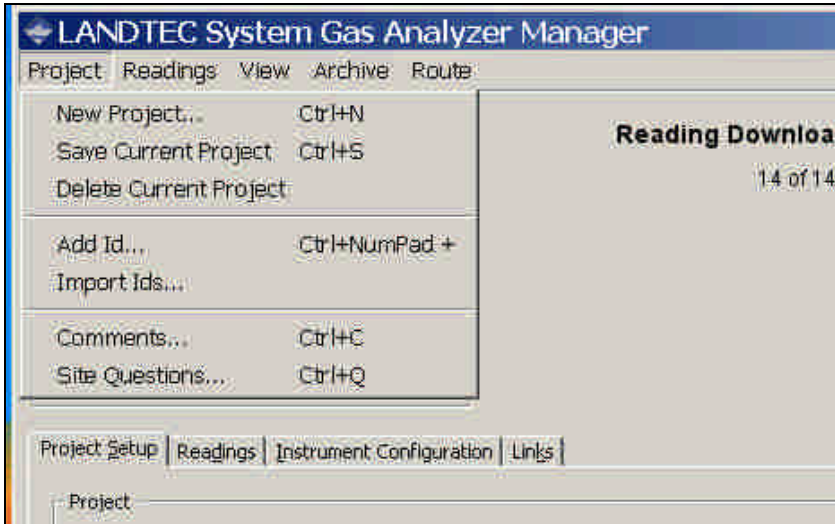 LANDTEC System Gas Analyzer Manager
Project Readings View Archive Route
New Project... Ctrl+N
Save Current Project Ctrl+S
Delete Current Project
Add Id... Ctrl+NumPad +
Import Ids...
Comments... Ctrl+C
Site Questions... Ctrl+Q
Reading Downloa
14 of 14
Project Setup Readings Instrument Configuration Links
Project